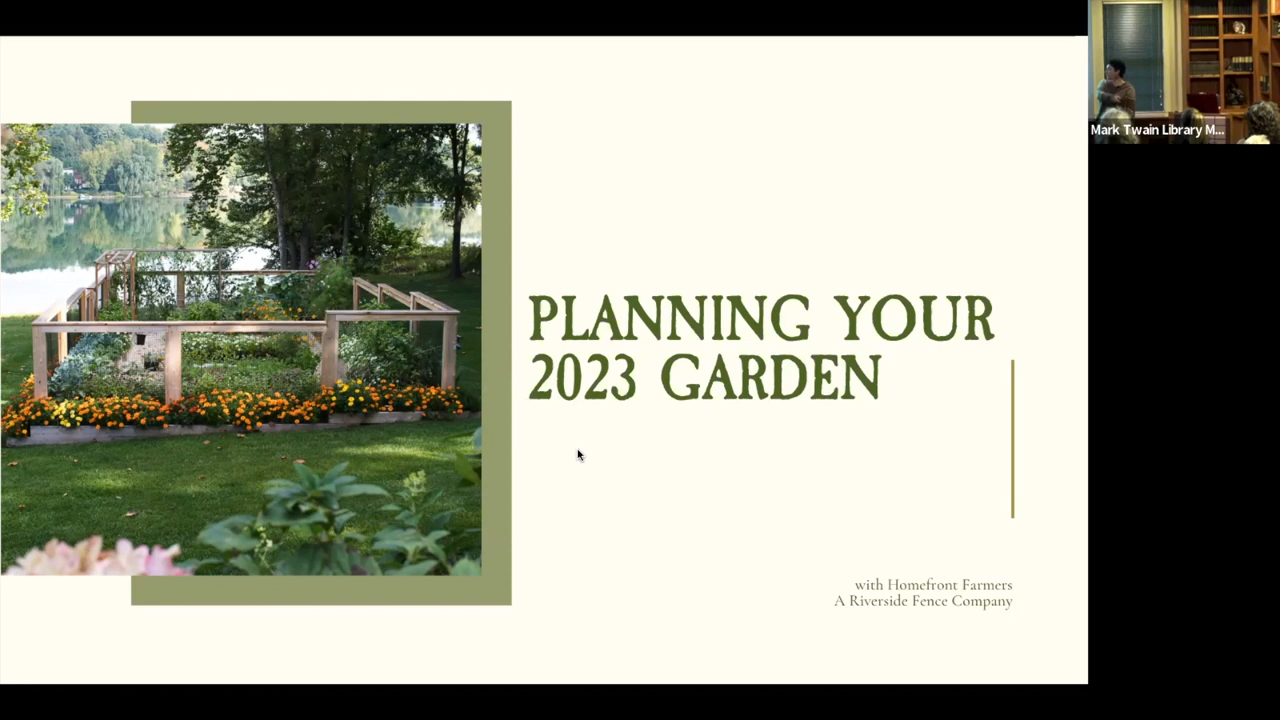 Mark Twain Library M...
PLANNING YOUR
2023 GARDEN
with Homefront Farmers
A Riverside Fence Company